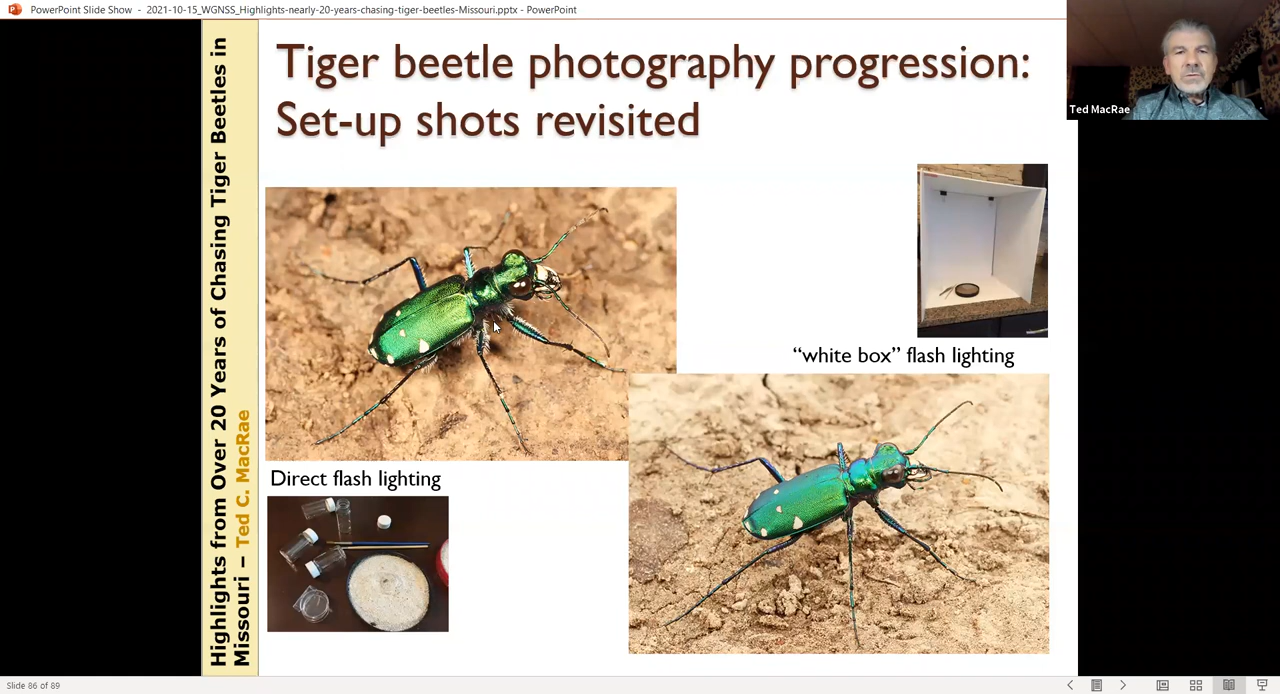 PowerPoint Slide Show - 2021-10-15_WGNSS_Highlights-nearly-20-years-chasing-tiger-beetles-Missouri.pptx - PowerPoint
Ted MacRae
Highlights from Over 20 Years of Chasing Tiger Beetles in
Missouri – Ted C. MacRae
Tiger beetle photography progression:
Set-up shots revisited
“white box” flash lighting
Direct flash lighting
Slide 86 of 89